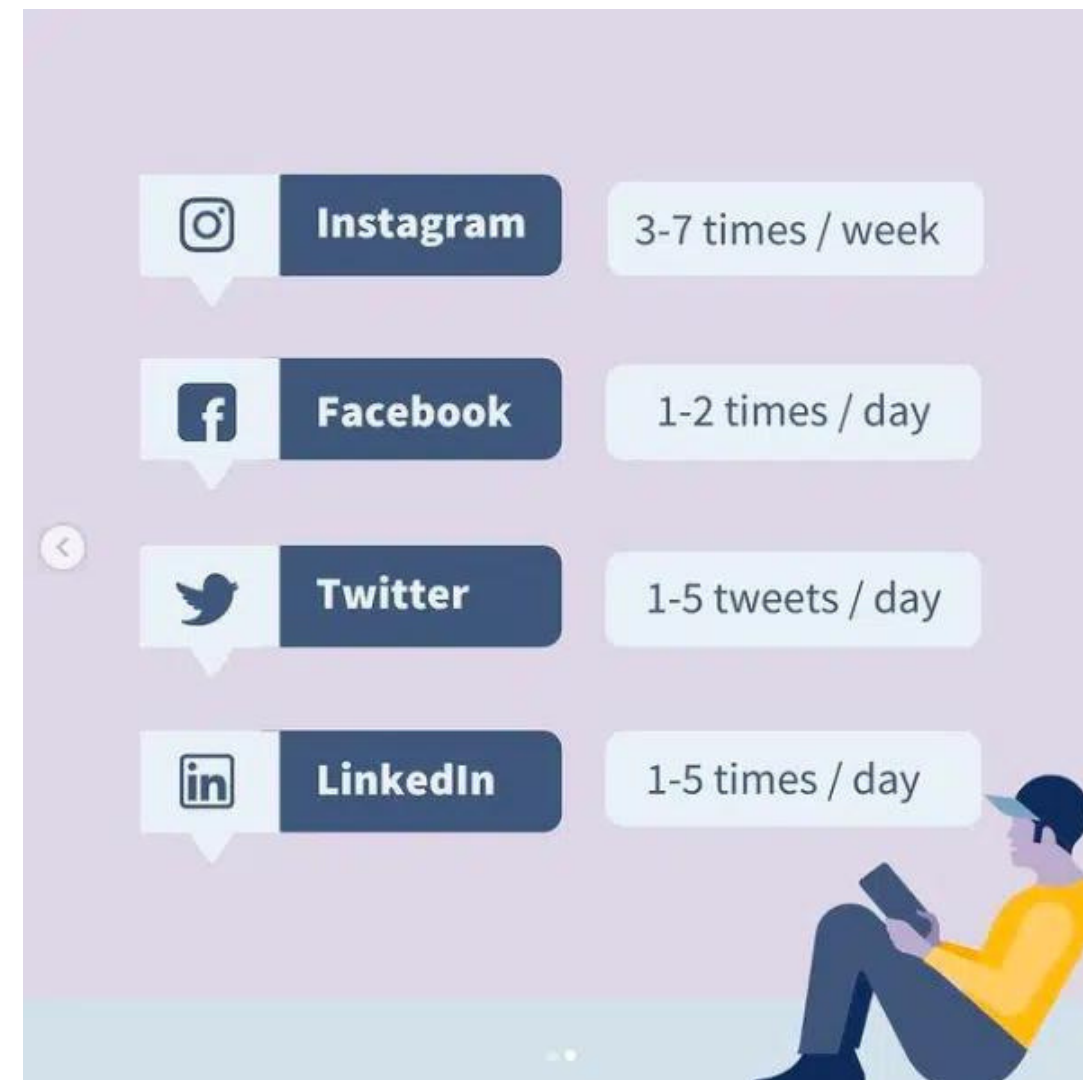 Instagram
3-7 times / week
Facebook
1-2 times / day
Twitter
1-5 tweets / day
in
LinkedIn
1-5 times / day